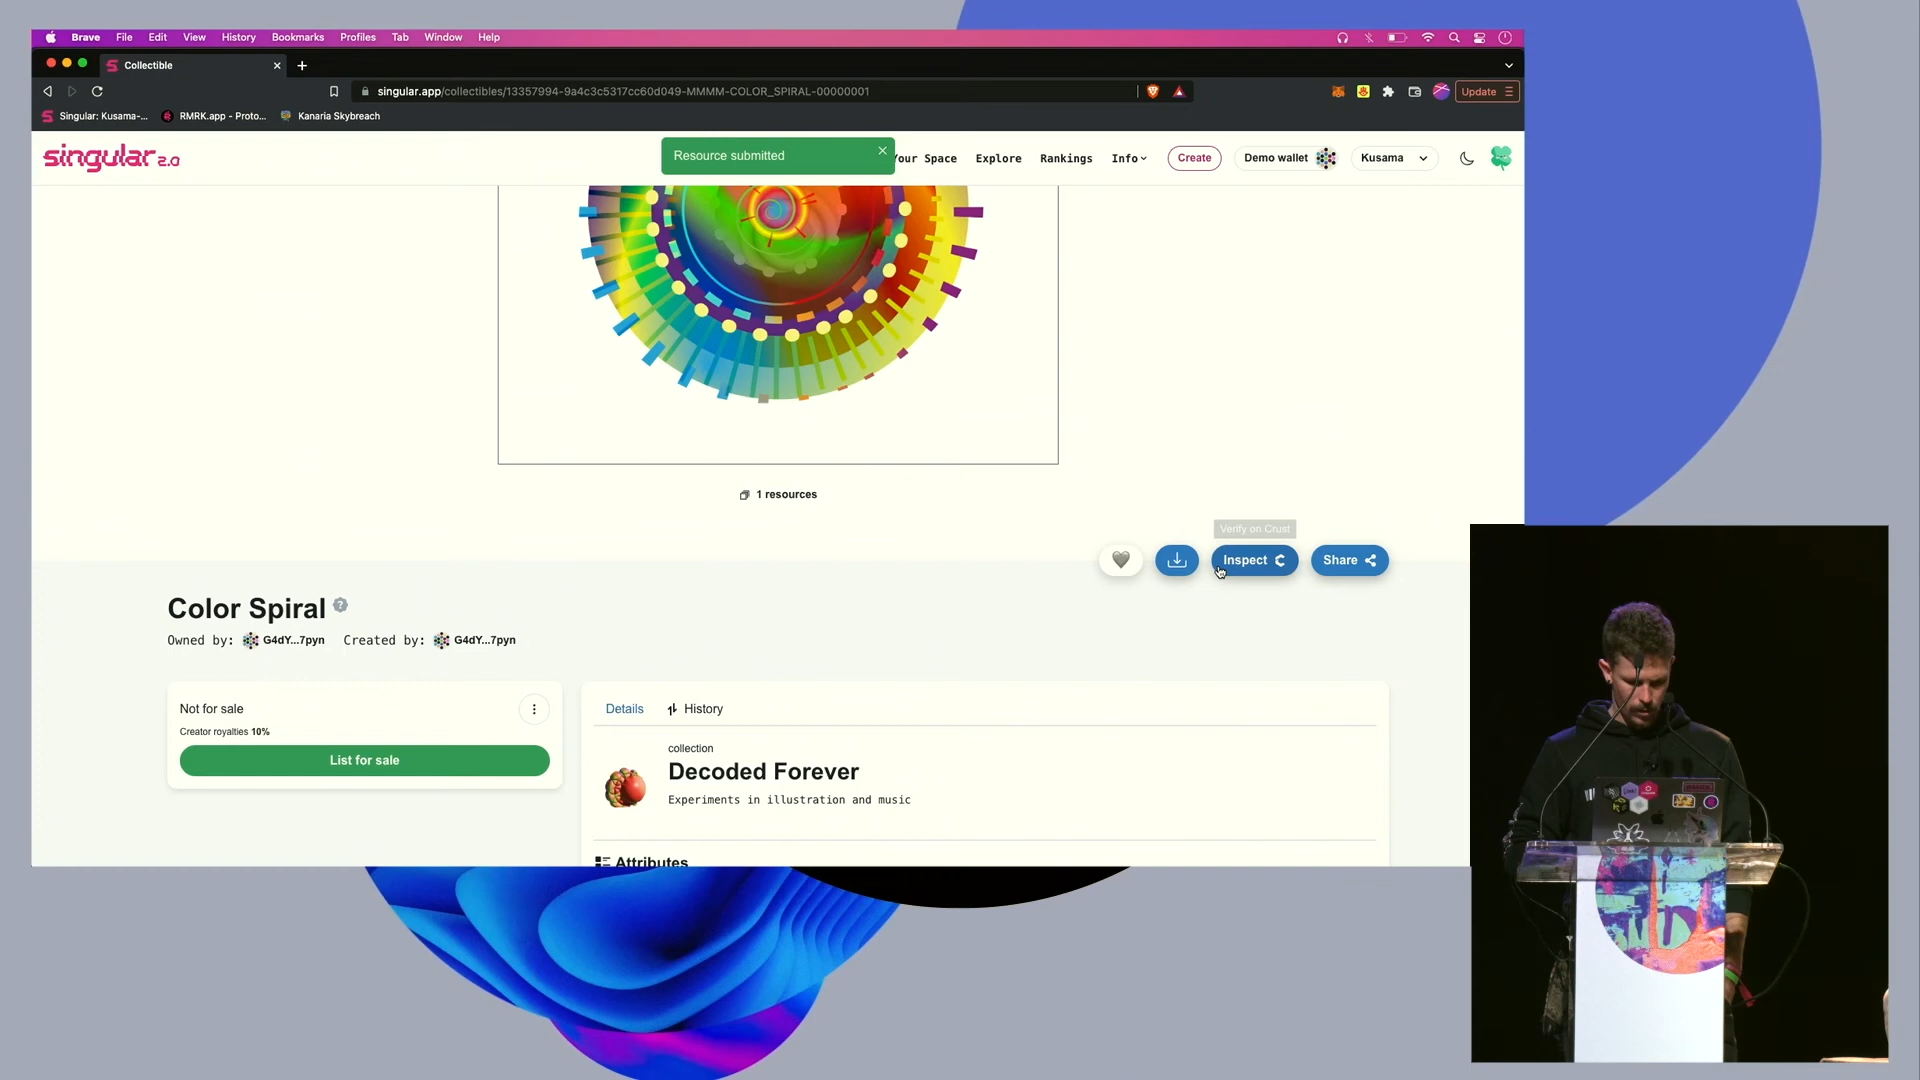 Brave File Edit View History Bookmarks Profiles Tab Window Help
Collectible
singular.app/collectibles/13357994-9a4c3c5317cc60d049-MMMM-COLOR_SPIRAL-00000001
Update
Singular: Kusama-... RMRK.app - Proto... Kanaria Skybreach
singular 2.0
Resource submitted
our Space Explore Rankings Info Create Demo wallet Kusama
1 resources
Verify on Crust
Inspect Share
Color Spiral
Owned by: G4dY...7pyn Created by: G4dY...7pyn
Not for sale
Creator royalties 10%
List for sale
Details History
collection
Decoded Forever
Experiments in illustration and music
Attributes